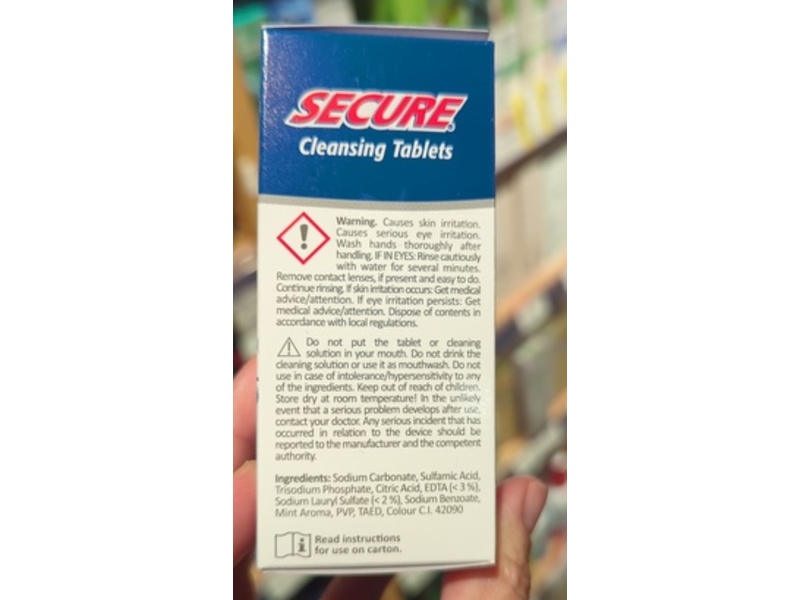 SECURE®
Cleansing Tablets
Warning. Causes skin irritation.
Causes serious eye irritation.
Wash hands thoroughly after
handling. IF IN EYES: Rinse cautiously
with water for several minutes.
Remove contact lenses, if present and easy to do.
Continue rinsing. If skin irritation occurs: Get medical
advice/attention. If eye irritation persists: Get
medical advice/attention. Dispose of contents in
accordance with local regulations.
Do not put the tablet or cleaning
solution in your mouth. Do not drink the
cleaning solution or use it as mouthwash. Do not
use in case of intolerance/hypersensitivity to any
of the ingredients. Keep out of reach of children.
Store dry at room temperature! In the unlikely
event that a serious problem develops after use,
contact your doctor. Any serious incident that has
occurred in relation to the device should be
reported to the manufacturer and the competent
authority.
Ingredients: Sodium Carbonate, Sulfamic Acid,
Trisodium Phosphate, Citric Acid, EDTA (< 3 %),
Sodium Lauryl Sulfate (< 2 %), Sodium Benzoate,
Mint Aroma, PVP, TAED, Colour C.I. 42090
Read instructions
for use on carton.